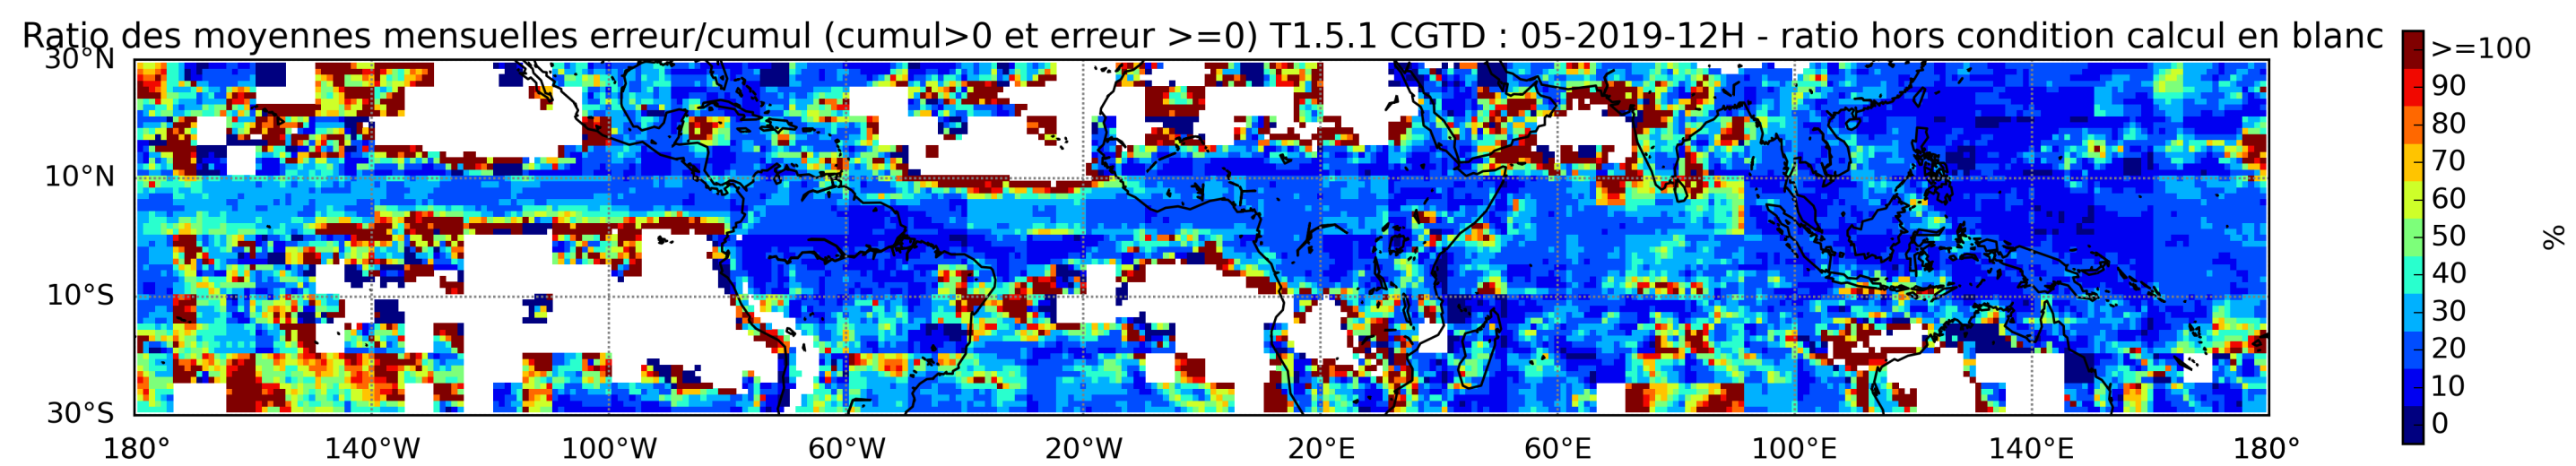 Ratio des moyennes mensuelles erreur/cumul (cumul>0 et erreur >=0) T1.5.1 CGTD : 05-2019-12H - ratio hors condition calcul en blanc
30°N
10°N
10°S
30°S
180° 140°W 100°W 60°W 20°W 20°E 60°E 100°E 140°E 180°
>=100
90
80
70
60
50
40
30
20
10
0
%